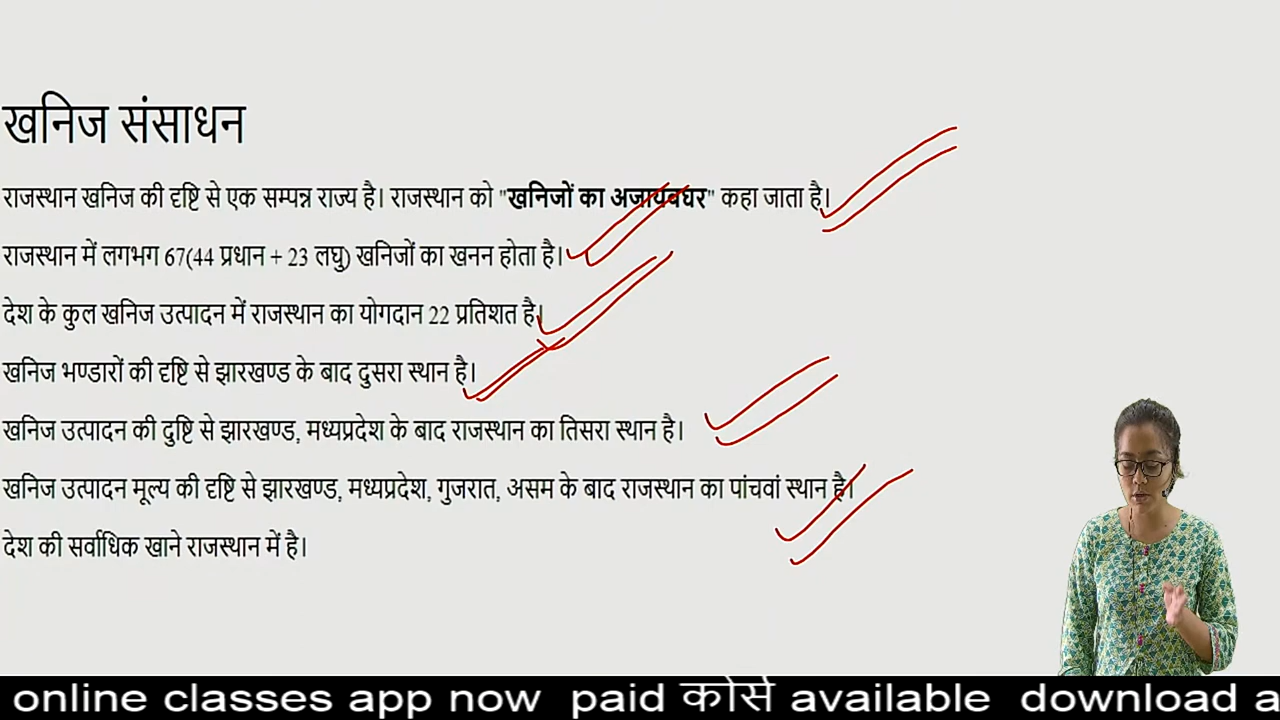 खनिज संसाधन
राजस्थान खनिज की दृष्टि से एक सम्पन्न राज्य है। राजस्थान को "खनिजों का अजायबघर" कहा जाता है।
राजस्थान में लगभग 67(44 प्रधान + 23 लघु) खनिजों का खनन होता है।
देश के कुल खनिज उत्पादन में राजस्थान का योगदान 22 प्रतिशत है।
खनिज भण्डारों की दृष्टि से झारखण्ड के बाद दुसरा स्थान है।
खनिज उत्पादन की दुष्टि से झारखण्ड, मध्यप्रदेश के बाद राजस्थान का तिसरा स्थान है।
खनिज उत्पादन मूल्य की दृष्टि से झारखण्ड, मध्यप्रदेश, गुजरात, असम के बाद राजस्थान का पांचवां स्थान है।
देश की सर्वाधिक खाने राजस्थान में है।
online classes app now paid कोर्स available download a